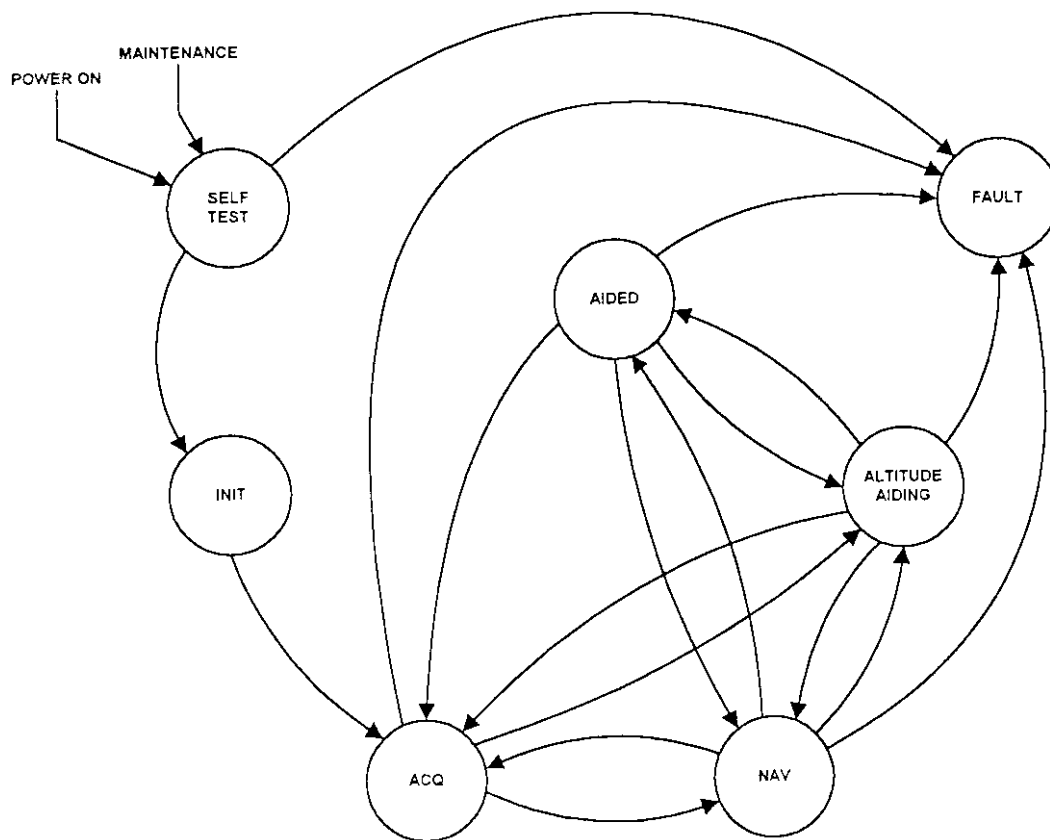 MAINTENANCE
POWER ON
SELF
TEST
FAULT
AIDED
ALTITUDE
AIDING
INIT
ACQ
NAV